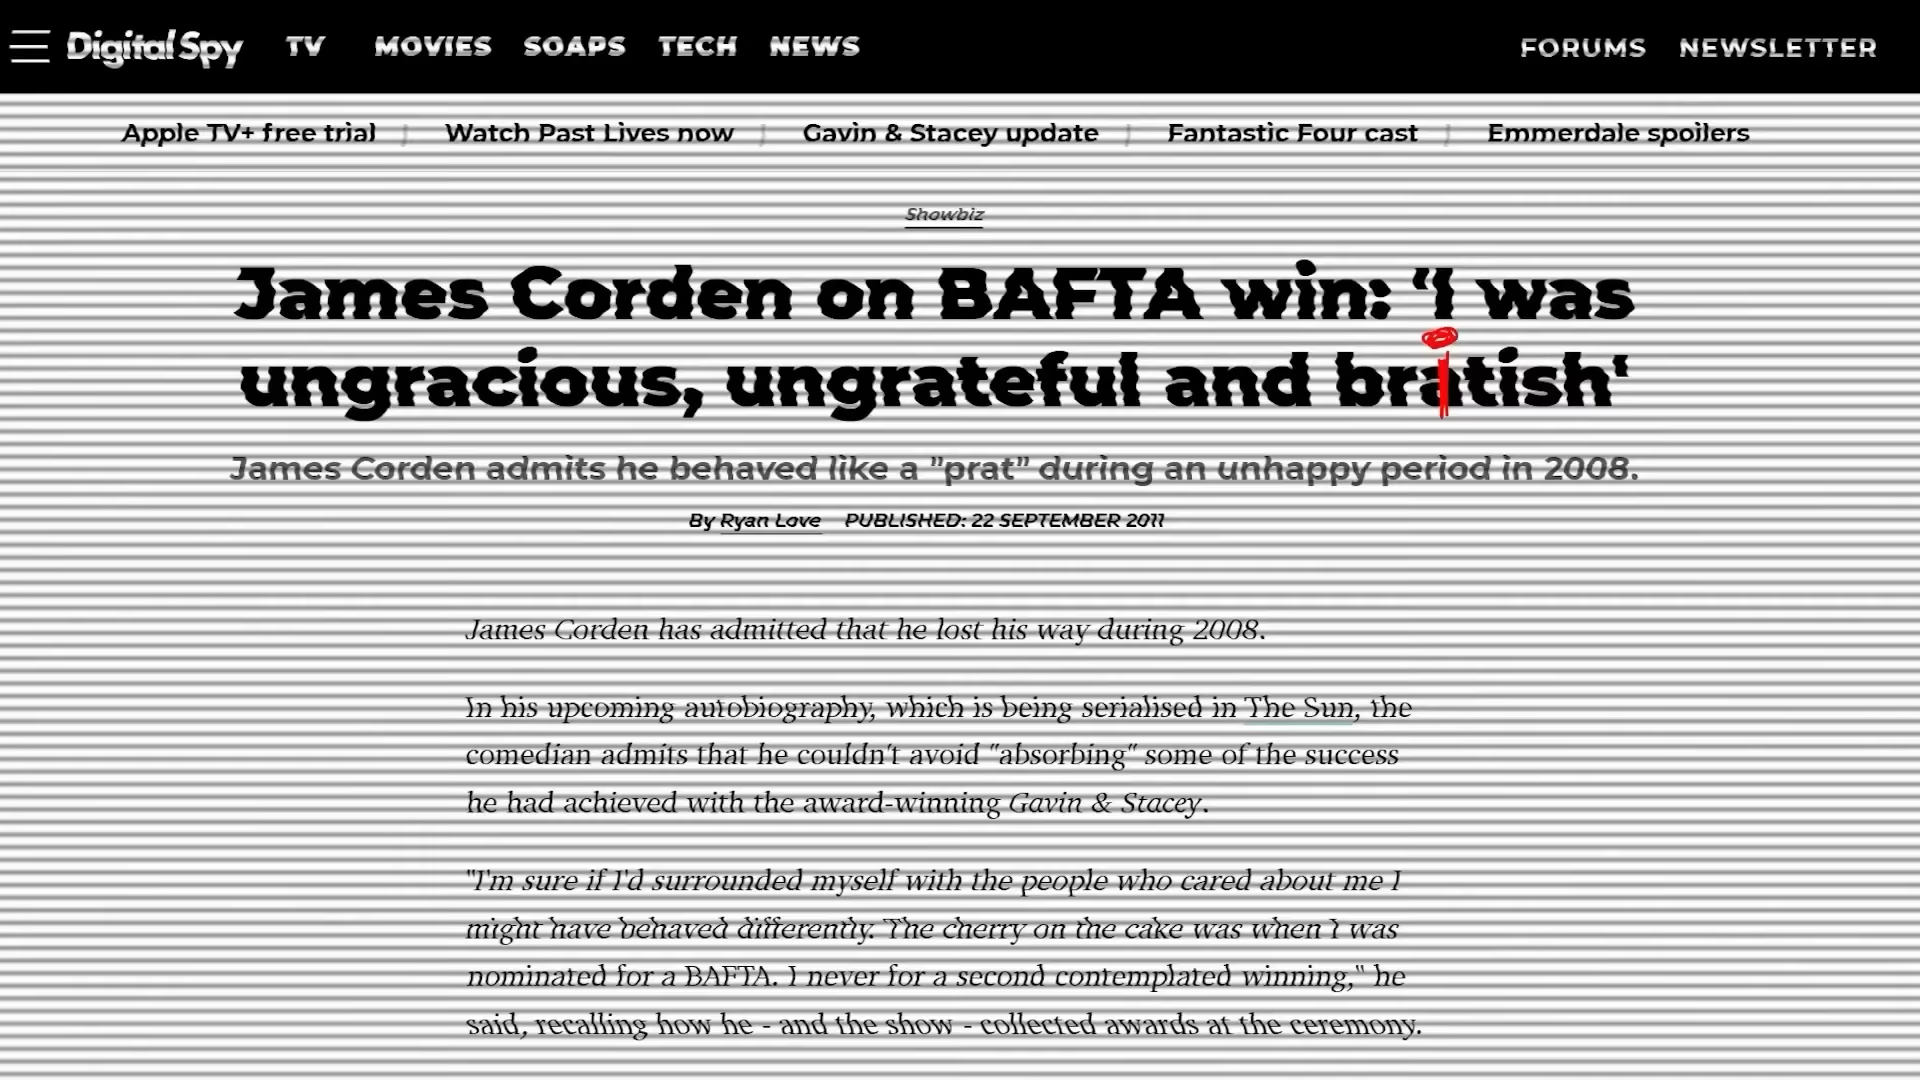 Digital Spy TV MOVIES SOAPS TECH NEWS FORUMS NEWSLETTER
Apple TV+ free trial | Watch Past Lives now | Gavin & Stacey update | Fantastic Four cast | Emmerdale spoilers
Showbiz
James Corden on BAFTA win: 'I was
ungracious, ungrateful and bratish'
James Corden admits he behaved like a "prat" during an unhappy period in 2008.
By Ryan Love PUBLISHED: 22 SEPTEMBER 2011
James Corden has admitted that he lost his way during 2008.
In his upcoming autobiography, which is being serialised in The Sun, the
comedian admits that he couldn't avoid "absorbing" some of the success
he had achieved with the award-winning Gavin & Stacey.
"I'm sure if I'd surrounded myself with the people who cared about me I
might have behaved differently. The cherry on the cake was when I was
nominated for a BAFTA. I never for a second contemplated winning," he
said, recalling how he - and the show - collected awards at the ceremony.